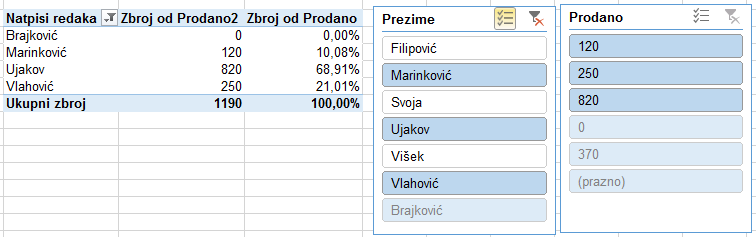 Natpisi redaka Zbroj od Prodano2 Zbroj od Prodano
Brajković 0 0,00%
Marinković 120 10,08%
Ujakov 820 68,91%
Vlahović 250 21,01%
Ukupni zbroj 1190 100,00%
Prezime
Filipović
Marinković
Svoja
Ujakov
Višek
Vlahović
Brajković
Prodano
120
250
820
0
370
(prazno)